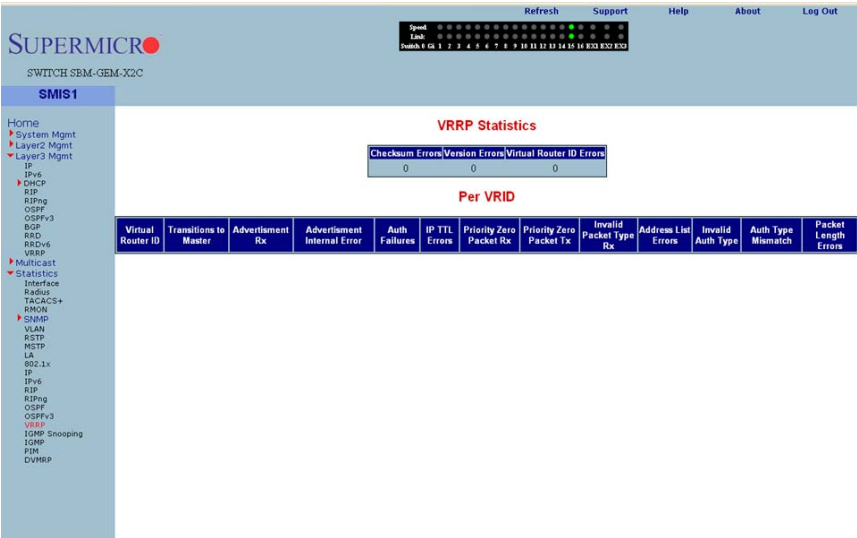 Refresh Support Help About Log Out
Speed
Link
Switch 0 Gi 1 2 3 4 5 6 7 8 9 10 11 12 13 14 15 16 EX1 EX2 EX3
SUPERMICRO
SWITCH SBM-GEM-X2C
SMIS1
Home
System Mgmt
Layer2 Mgmt
Layer3 Mgmt
IP
IPv6
DHCP
RIP
RIPng
OSPF
OSPFv3
BGP
RRD
RRDv6
VRRP
Multicast
Statistics
Interface
Radius
TACACS+
RMON
SNMP
VLAN
RSTP
MSTP
LA
802.1x
IP
IPv6
RIP
RIPng
OSPF
OSPFv3
VRRP
IGMP Snooping
IGMP
PIM
DVMRP
VRRP Statistics
Checksum Errors Version Errors Virtual Router ID Errors
0 0 0
Per VRID
Virtual Router ID Transitions to Master Advertisment Rx Advertisment Internal Error Auth Failures IP TTL Errors Priority Zero Packet Rx Priority Zero Packet Tx Invalid Packet Type Rx Address List Errors Invalid Auth Type Auth Type Mismatch Packet Length Errors